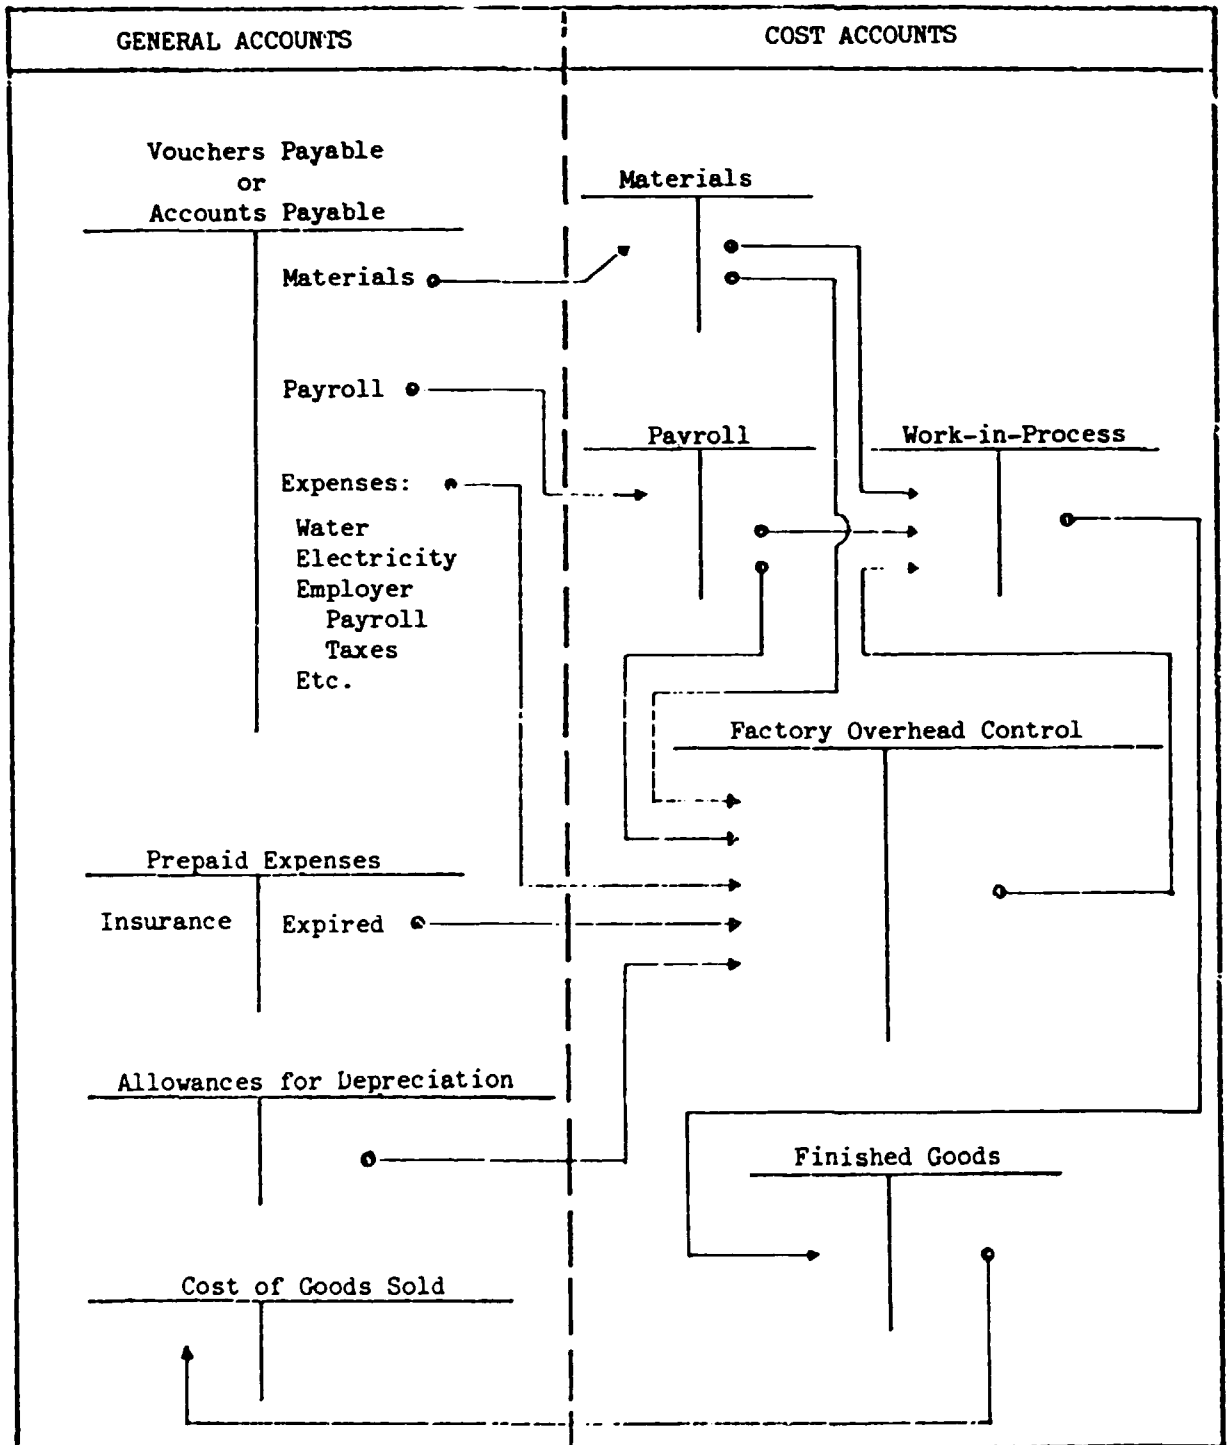 GENERAL ACCOUNTS
COST ACCOUNTS
Vouchers Payable
or
Accounts Payable
Materials
Payroll
Expenses:
Water
Electricity
Employer
Payroll
Taxes
Etc.
Prepaid Expenses
Insurance
Expired
Allowances for Depreciation
Cost of Goods Sold
Materials
Payroll
Work-in-Process
Factory Overhead Control
Finished Goods